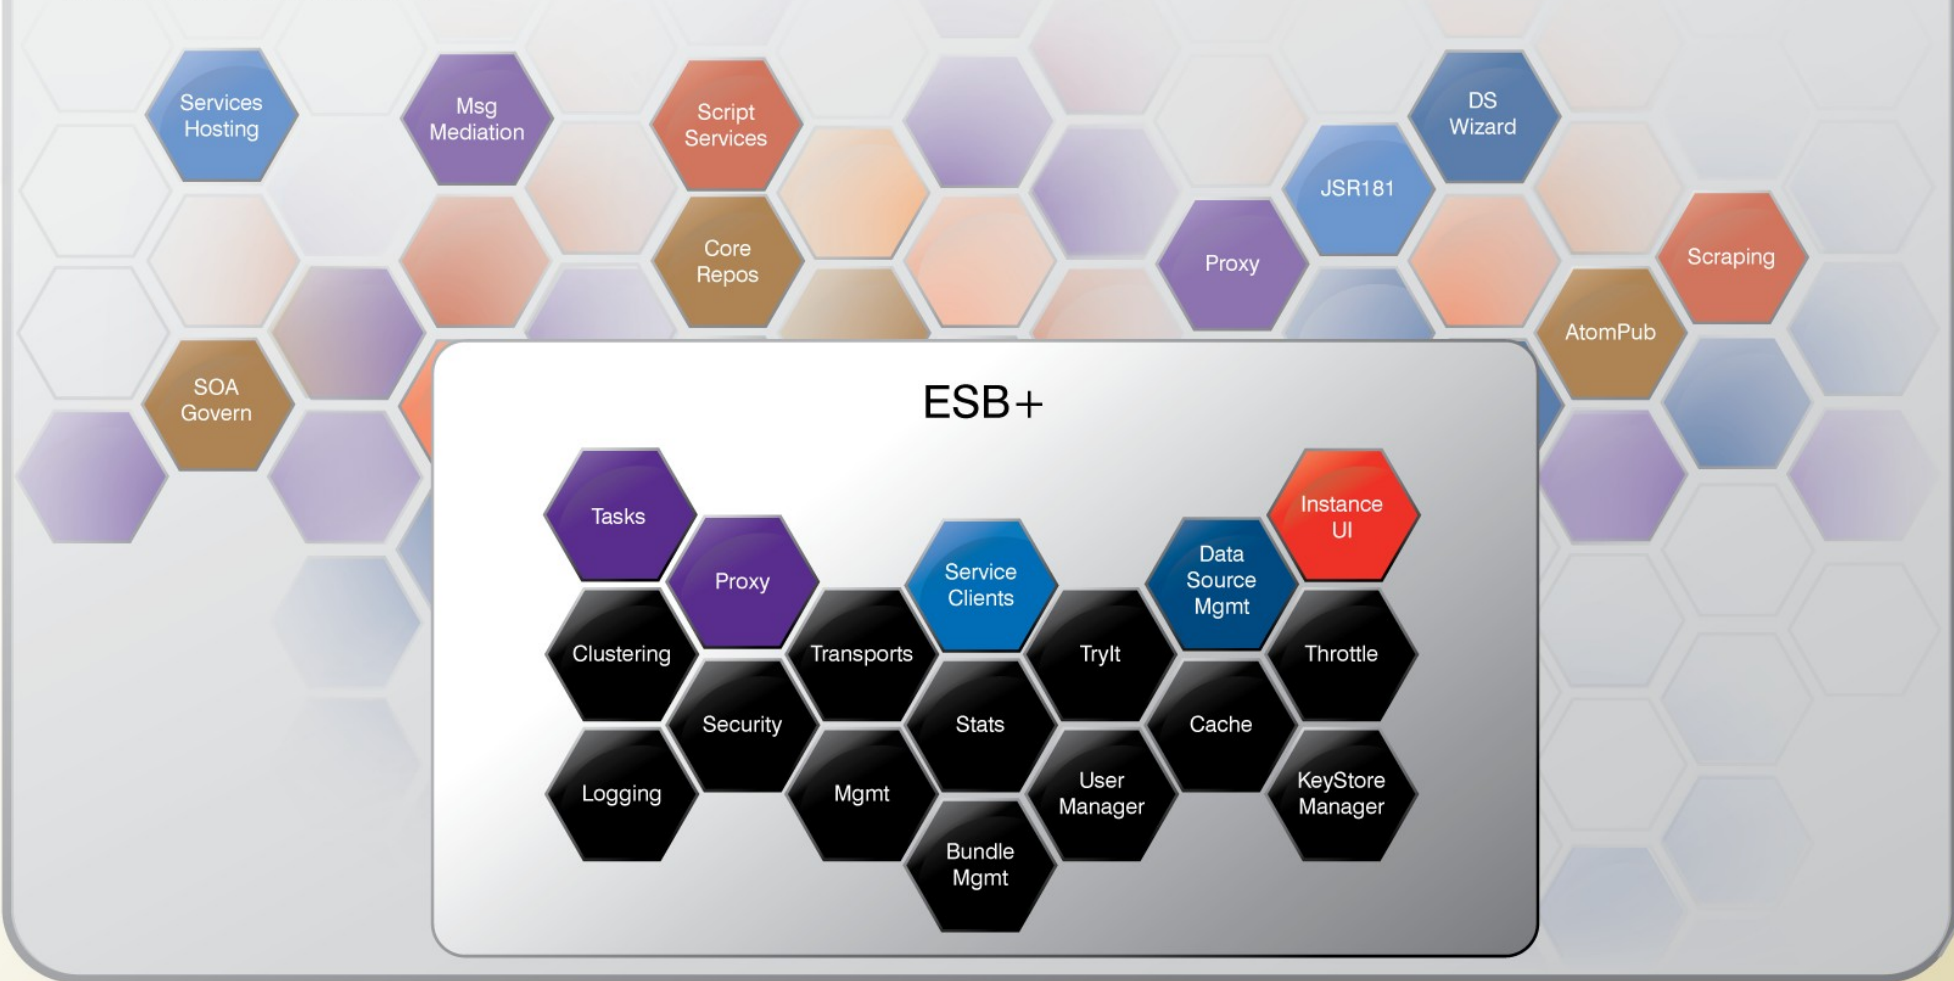 Services
Hosting
Msg
Mediation
Script
Services
DS
Wizard
JSR181
Core
Repos
Proxy
Scraping
AtomPub
SOA
Govern
ESB+
Tasks
Instance
UI
Proxy
Service
Clients
Data
Source
Mgmt
Clustering
Transports
TryIt
Throttle
Security
Stats
Cache
Logging
Mgmt
User
Manager
KeyStore
Manager
Bundle
Mgmt